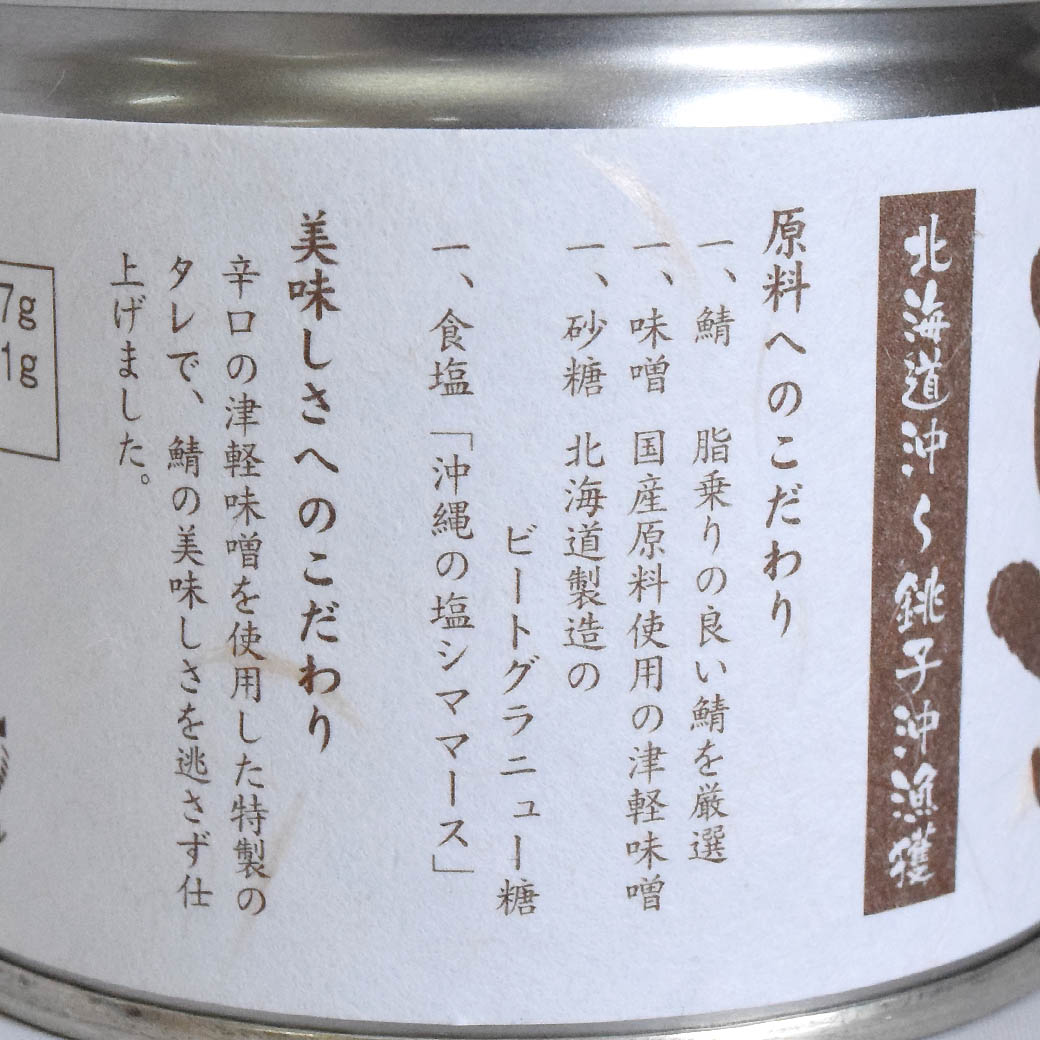 北海道沖〜銚子沖漁獲
原料へのこだわり
一、鯖　脂乗りの良い鯖を厳選
一、味噌　国産原料使用の津軽味噌
一、砂糖　北海道製造の
ビートグラニュー糖
一、食塩　「沖縄の塩シママース」
美味しさへのこだわり
辛口の津軽味噌を使用した特製の
タレで、鯖の美味しさを逃さず仕
上げました。
7g
1g